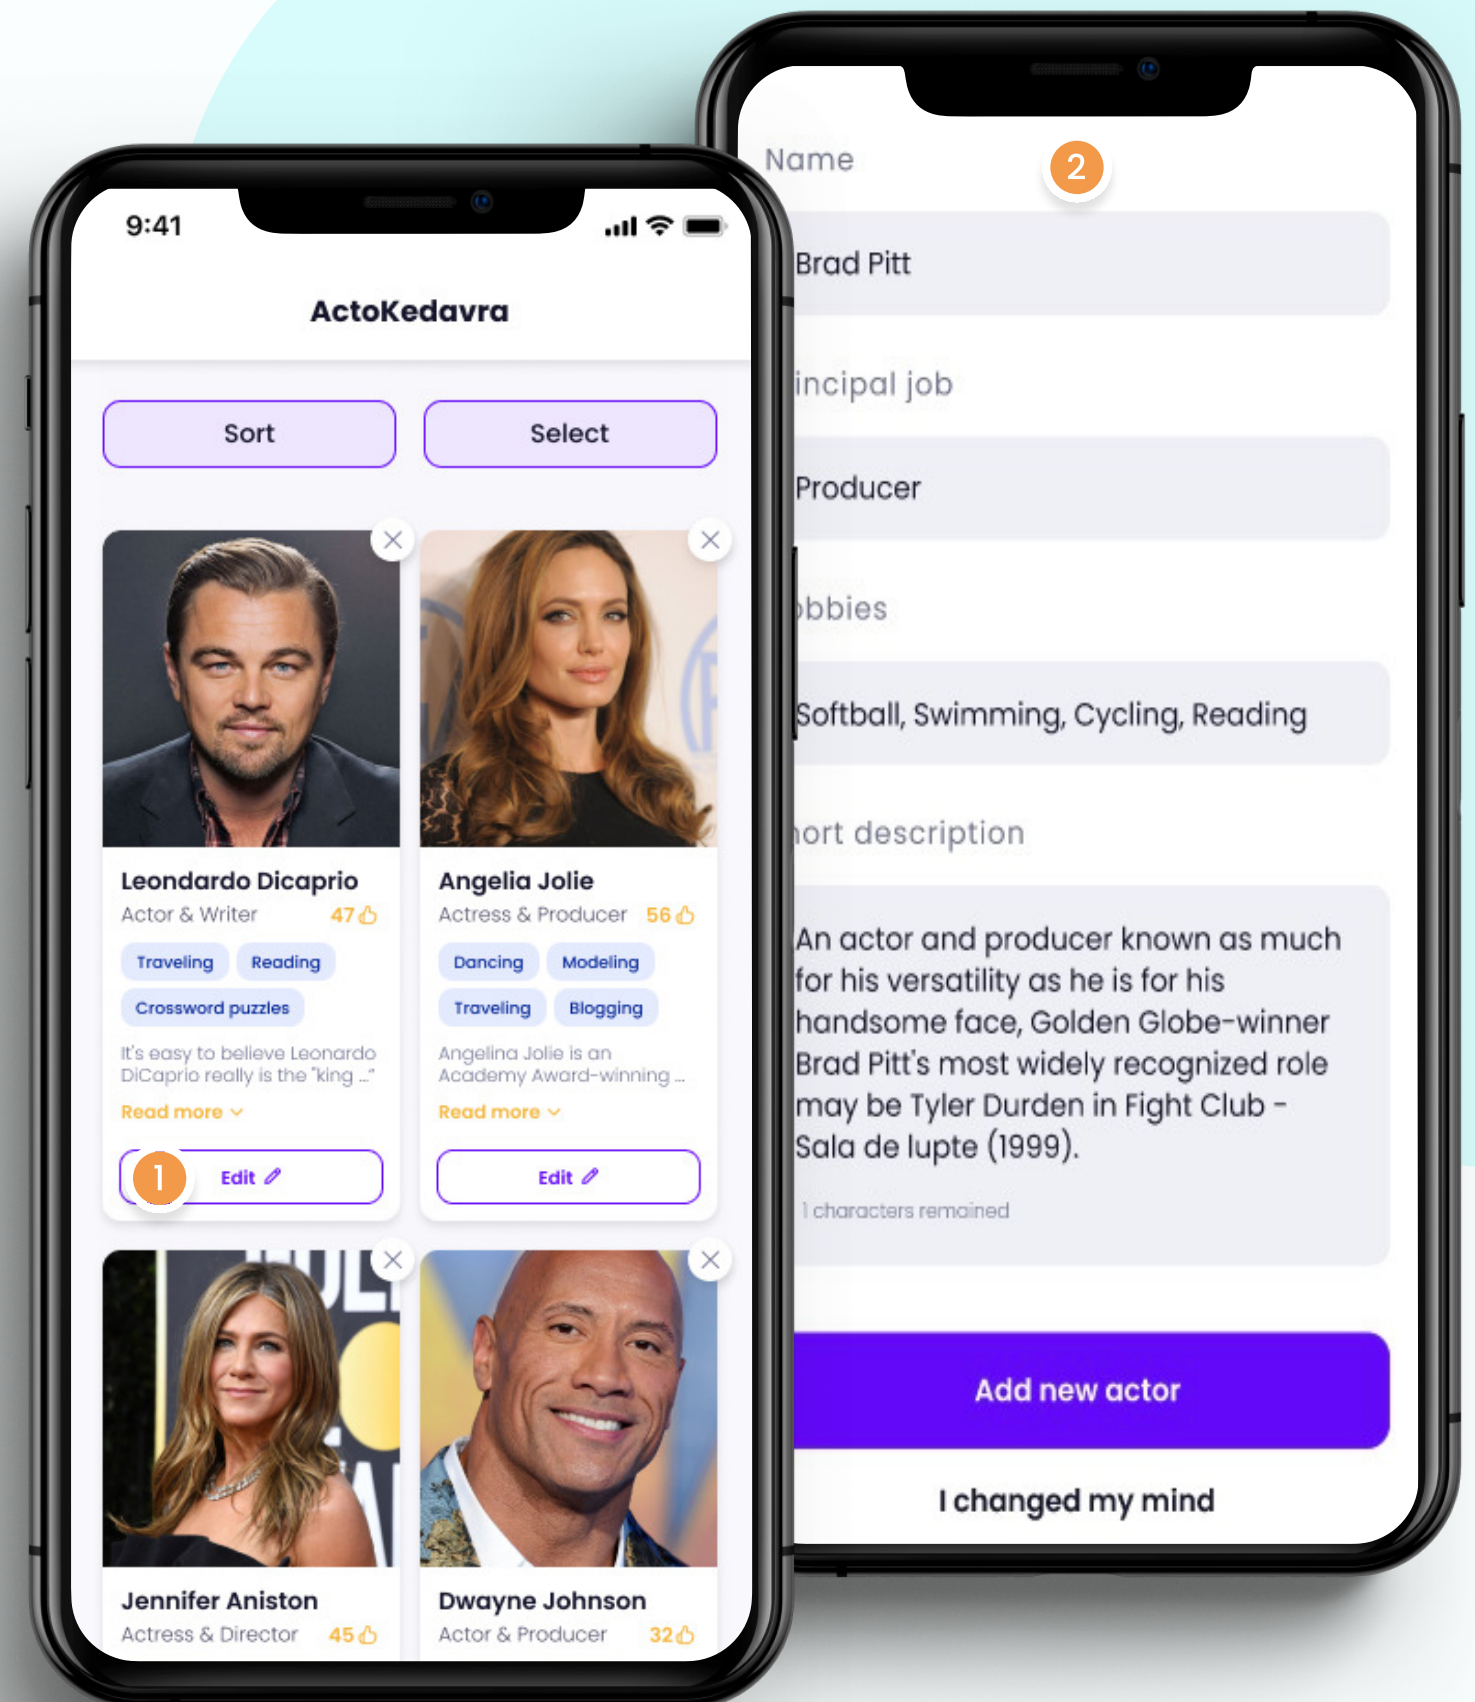 9:41
ActoKedavra
Sort
Select
Leondardo Dicaprio
Actor & Writer 47
Traveling Reading
Crossword puzzles
It's easy to believe Leonardo
DiCaprio really is the "king ..."
Read more
1
Edit
Angelia Jolie
Actress & Producer 56
Dancing Modeling
Traveling Blogging
Angelina Jolie is an
Academy Award-winning ...
Read more
Edit
Jennifer Aniston
Actress & Director 45
Dwayne Johnson
Actor & Producer 32
Name
2
Brad Pitt
incipal job
Producer
obbies
Softball, Swimming, Cycling, Reading
hort description
An actor and producer known as much
for his versatility as he is for his
handsome face, Golden Globe-winner
Brad Pitt's most widely recognized role
may be Tyler Durden in Fight Club -
Sala de lupte (1999).
1 characters remained
Add new actor
I changed my mind